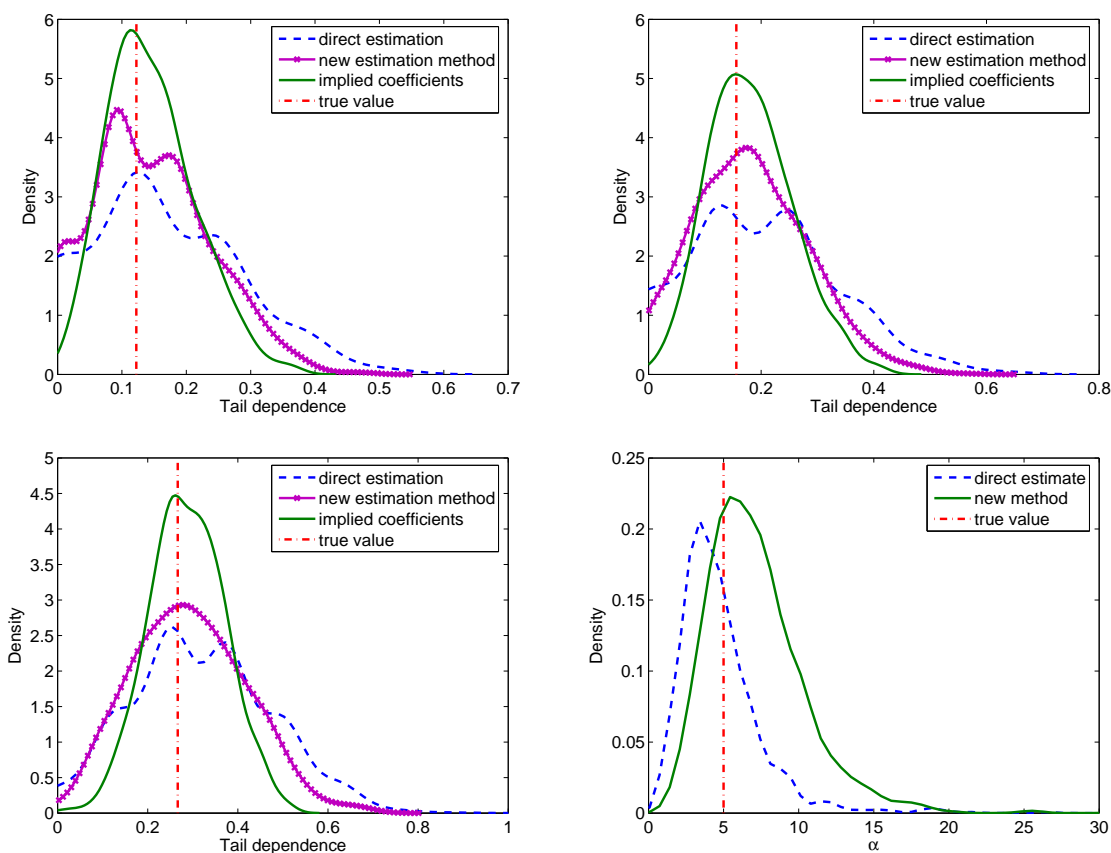 6
5
4
3
2
1
0
Density
0
0.1
0.2
0.3
0.4
0.5
0.6
0.7
Tail dependence
direct estimation
new estimation method
implied coefficients
true value
6
5
4
3
2
1
0
Density
0
0.2
0.4
0.6
0.8
Tail dependence
direct estimation
new estimation method
implied coefficients
true value
5
4.5
4
3.5
3
2.5
2
1.5
1
0.5
0
Density
0
0.2
0.4
0.6
0.8
1
Tail dependence
direct estimation
new estimation method
implied coefficients
true value
0.25
0.2
0.15
0.1
0.05
0
Density
0
5
10
15
20
25
30
α
direct estimate
new method
true value